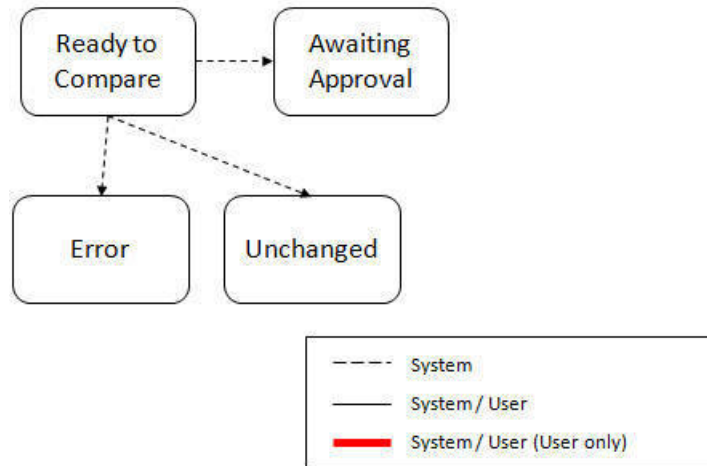 Ready to
Compare
Awaiting
Approval
Error
Unchanged
System
System / User
System / User (User only)